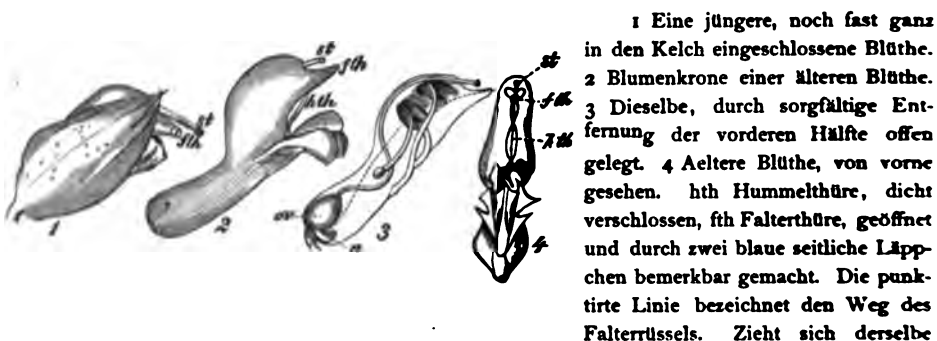 1 Eine jüngere, noch fast ganz
in den Kelch eingeschlossene Blüthe.
2 Blumenkrone einer älteren Blüthe.
3 Dieselbe, durch sorgfältige Ent-
fernung der vorderen Hälfte offen
gelegt. 4 Aeltere Blüthe, von vorne
gesehen. hth Hummelthüre, dicht
verschlossen, fth Falterthüre, geöffnet
und durch zwei blaue seitliche Läpp-
chen bemerkbar gemacht. Die punk-
tirte Linie bezeichnet den Weg des
Falterrüssels. Zieht sich derselbe
st
fth
1
st
fth
hth
2
ov
n
3
st
fth
hth
4